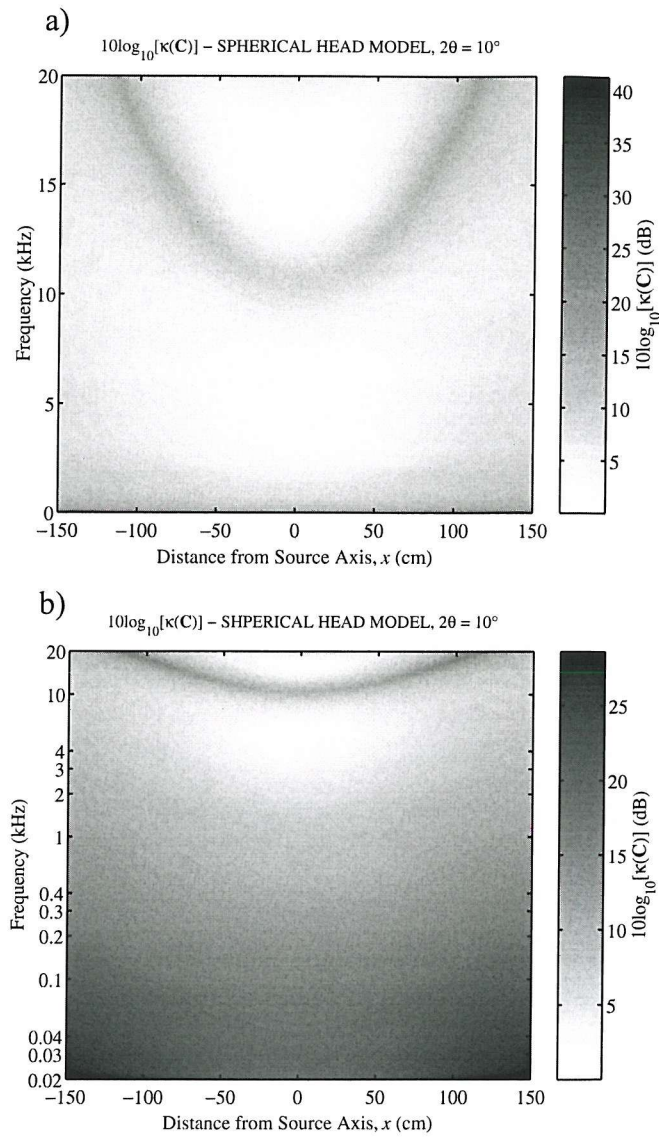 a)
10log₁₀[κ(C)] – SPHERICAL HEAD MODEL, 2θ = 10°
20
15
10
5
0
Frequency (kHz)
−150 −100 −50 0 50 100 150
Distance from Source Axis, x (cm)
40
35
30
25
20
15
10
5
10log₁₀[κ(C)] (dB)
b)
10log₁₀[κ(C)] – SHPERICAL HEAD MODEL, 2θ = 10°
20
10
4
3
2
1
0.4
0.3
0.2
0.1
0.04
0.03
0.02
Frequency (kHz)
−150 −100 −50 0 50 100 150
Distance from Source Axis, x (cm)
25
20
15
10
5
10log₁₀[κ(C)] (dB)